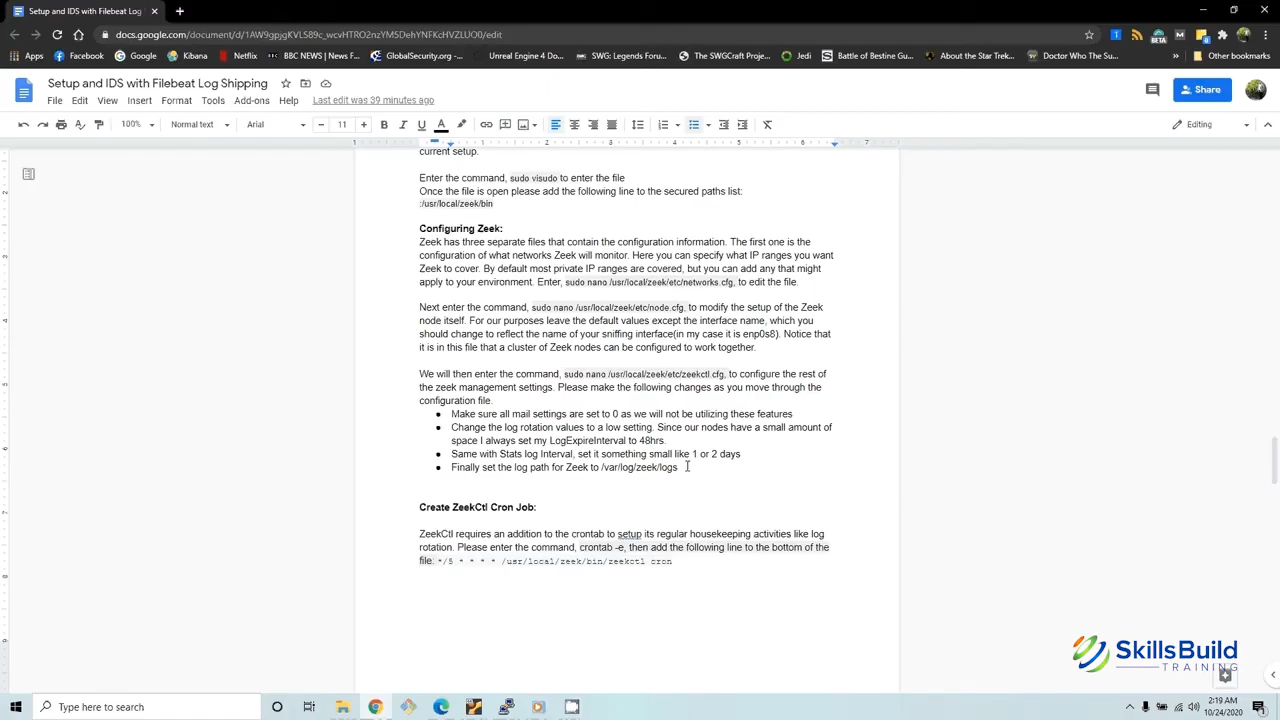 Setup and IDS with Filebeat Log
docs.google.com/document/d/1AW9gpjgKVLS89c_wcvHTRO2nzYM5DehYNFKcHVZLUO0/edit
Apps Facebook Google Kibana Netflix BBC NEWS | News F... GlobalSecurity.org -... Unreal Engine 4 Do... SWG: Legends Forum... The SWGCraft Projec... Jedi Battle of Bestine Gu... About the Star Trek... Doctor Who The Su... » Other bookmarks
Setup and IDS with Filebeat Log Shipping
File Edit View Insert Format Tools Add-ons Help Last edit was 39 minutes ago
Share
100% Normal text Arial 11 Editing
1 1 2 3 4 5 6 7
current setup.
Enter the command, sudo visudo to enter the file
Once the file is open please add the following line to the secured paths list:
:/usr/local/zeek/bin
Configuring Zeek:
Zeek has three separate files that contain the configuration information. The first one is the
configuration of what networks Zeek will monitor. Here you can specify what IP ranges you want
Zeek to cover. By default most private IP ranges are covered, but you can add any that might
apply to your environment. Enter, sudo nano /usr/local/zeek/etc/networks.cfg, to edit the file.
Next enter the command, sudo nano /usr/local/zeek/etc/node.cfg, to modify the setup of the Zeek
node itself. For our purposes leave the default values except the interface name, which you
should change to reflect the name of your sniffing interface(in my case it is enp0s8). Notice that
it is in this file that a cluster of Zeek nodes can be configured to work together.
We will then enter the command, sudo nano /usr/local/zeek/etc/zeekctl.cfg, to configure the rest of
the zeek management settings. Please make the following changes as you move through the
configuration file.
● Make sure all mail settings are set to 0 as we will not be utilizing these features
● Change the log rotation values to a low setting. Since our nodes have a small amount of
space I always set my LogExpireInterval to 48hrs.
● Same with Stats log Interval, set it something small like 1 or 2 days
● Finally set the log path for Zeek to /var/log/zeek/logs
Create ZeekCtl Cron Job:
ZeekCtl requires an addition to the crontab to setup its regular housekeeping activities like log
rotation. Please enter the command, crontab -e, then add the following line to the bottom of the
file. */5 * * * * /usr/local/zeek/bin/zeekctl cron
SkillsBuild
TRAINING
Type here to search
2:19 AM
10/24/2020